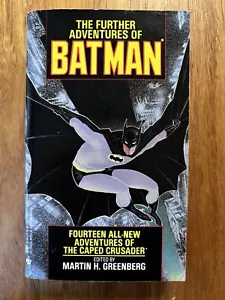 THE FURTHER
ADVENTURES OF
BATMAN®
FOURTEEN ALL-NEW
ADVENTURES OF
THE CAPED CRUSADER
EDITED BY
MARTIN H. GREENBERG